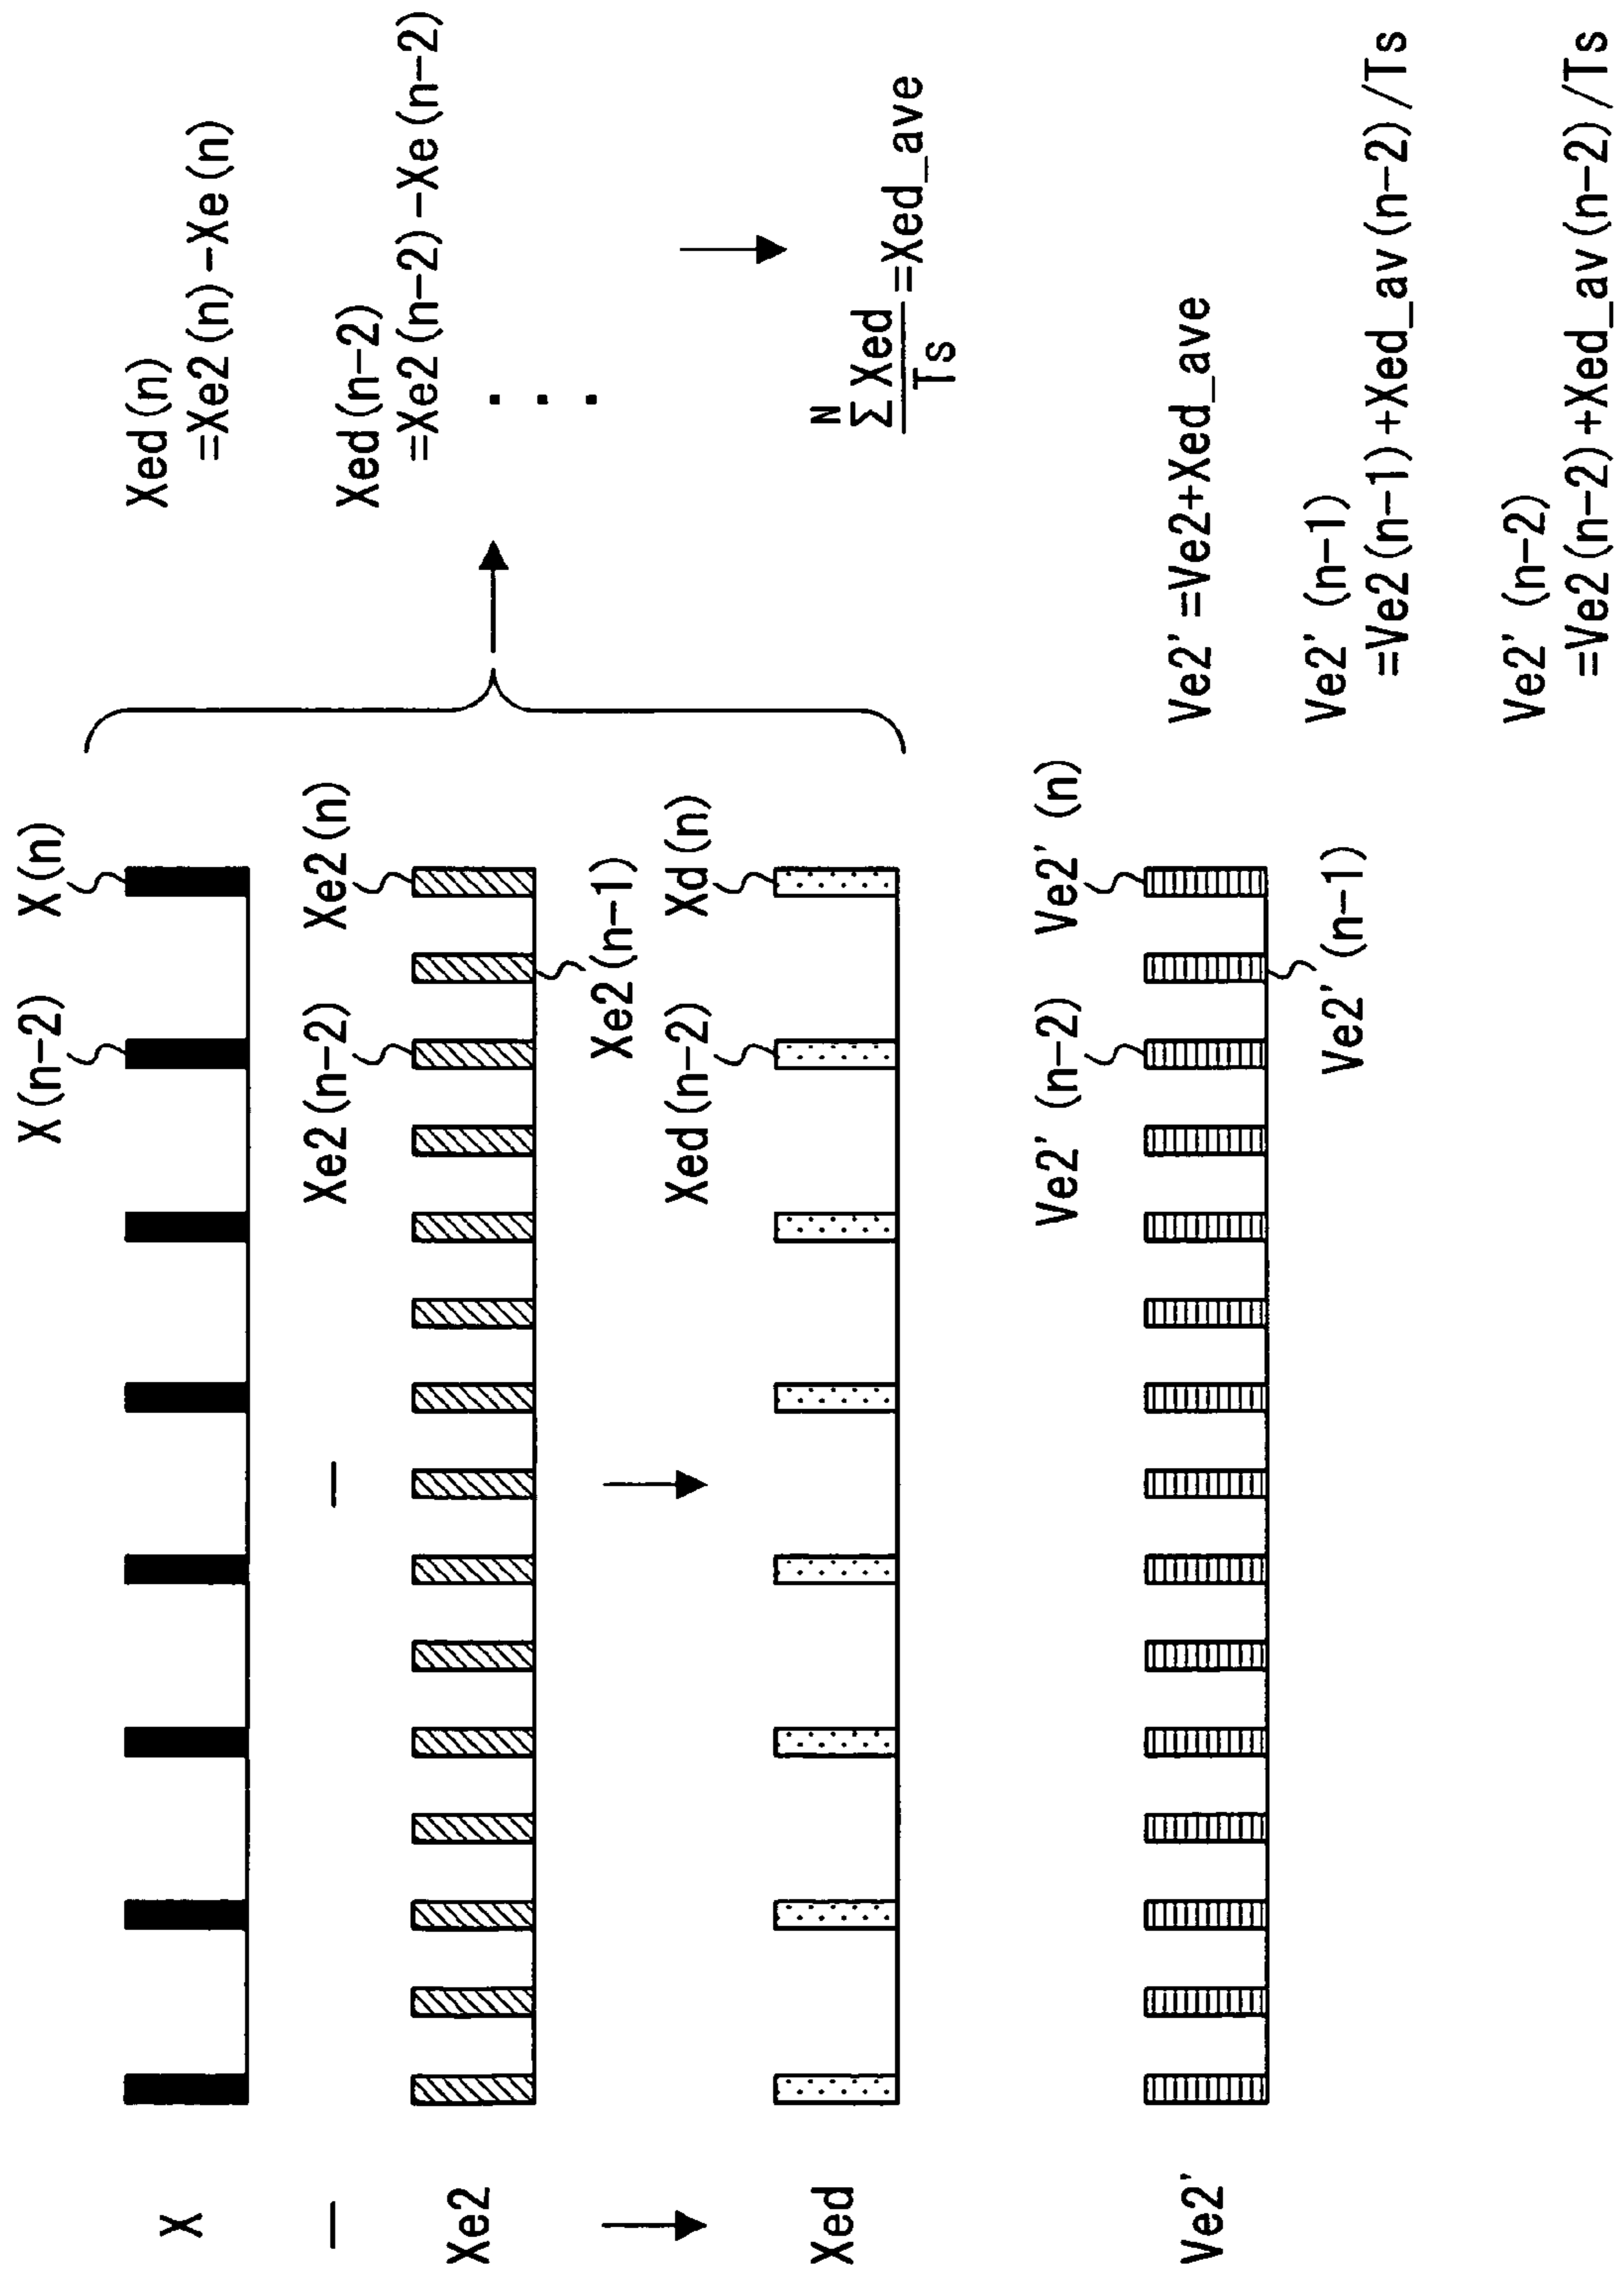 X
X(n-2)
X(n)
—
—
Xe2
Xe2(n-2)
Xe2(n)
Xe2(n-1)
Xed
Xed(n-2)
Xd(n)
Xed(n)
=Xe2(n)-Xe(n)
Xed(n-2)
=Xe2(n-2)-Xe(n-2)
...
N
Σ Xed
Ts
=Xed_ave
Ve2'
Ve2'(n-2)
Ve2'(n)
Ve2'(n-1)
Ve2'=Ve2+Xed_ave
Ve2'(n-1)
=Ve2(n-1)+Xed_av(n-2)/Ts
Ve2'(n-2)
=Ve2(n-2)+Xed_av(n-2)/Ts